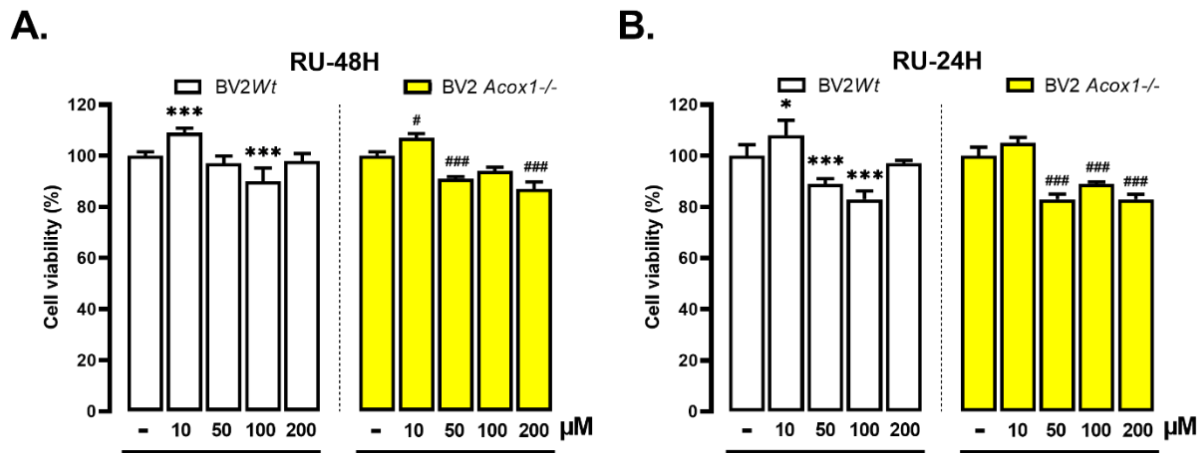 A.
RU-48H
BV2Wt
BV2 Acox1-/-
Cell viability (%)
120
100
80
60
40
20
0
***
***
#
###
###
- 10 50 100 200
- 10 50 100 200 µM
B.
RU-24H
BV2Wt
BV2 Acox1-/-
Cell viability (%)
120
100
80
60
40
20
0
*
***
***
###
###
###
- 10 50 100 200
- 10 50 100 200 µM